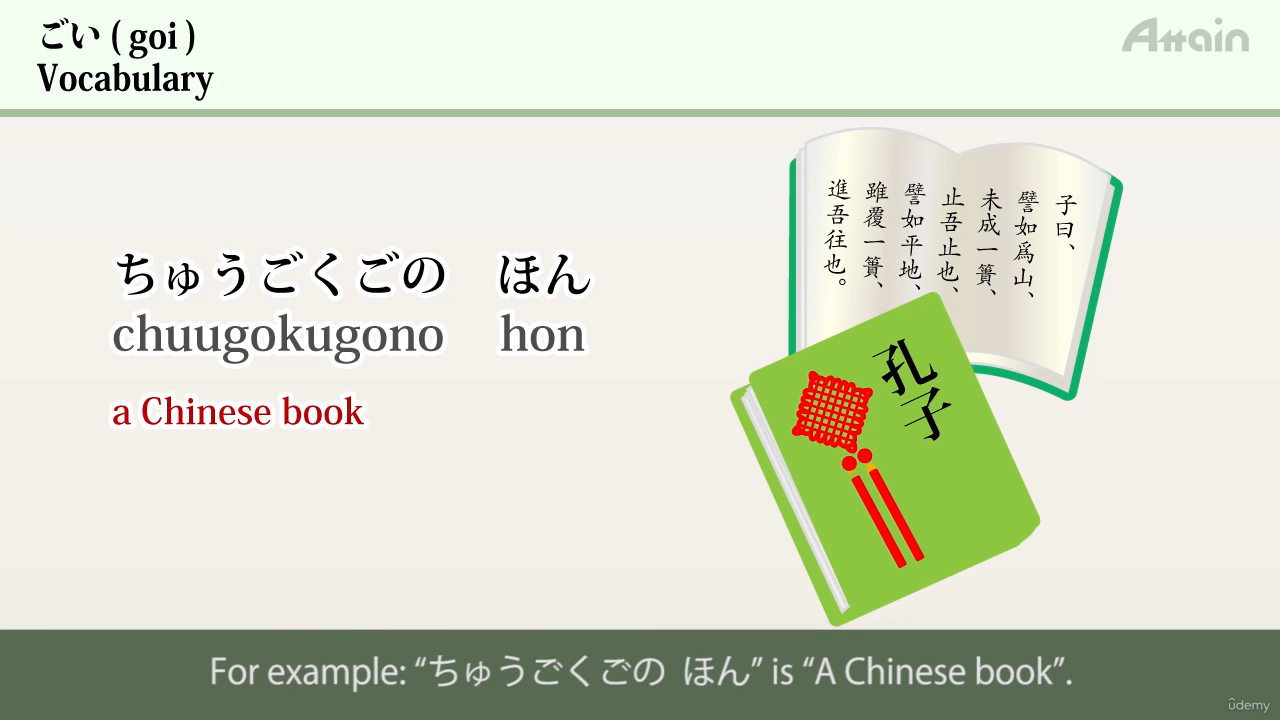 ごい ( goi )
Vocabulary
Attain
ちゅうごくごの　ほん
chuugokugono hon
a Chinese book
子曰、
譬如爲山、
未成一簣、
止吾止也、
譬如平地、
雖覆一簣、
進吾往也。
孔子
For example: “ちゅうごくごの ほん” is “A Chinese book”.
ûdemy